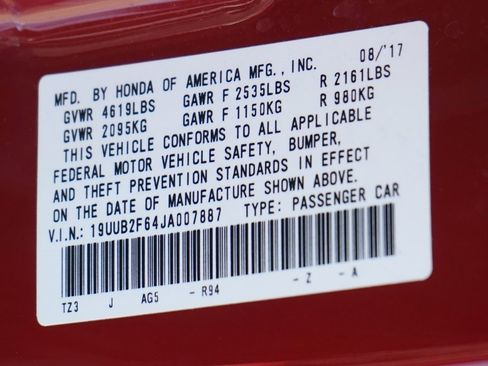 MFD. BY HONDA OF AMERICA MFG., INC. 08/'17
GVWR 4619LBS GAWR F 2535LBS R 2161LBS
GVWR 2095KG GAWR F 1150KG R 980KG
THIS VEHICLE CONFORMS TO ALL APPLICABLE
FEDERAL MOTOR VEHICLE SAFETY, BUMPER,
AND THEFT PREVENTION STANDARDS IN EFFECT
ON THE DATE OF MANUFACTURE SHOWN ABOVE.
V.I.N.: 19UUB2F64JA007887 TYPE: PASSENGER CAR
TZ3 J AG5 - R94 - Z - A